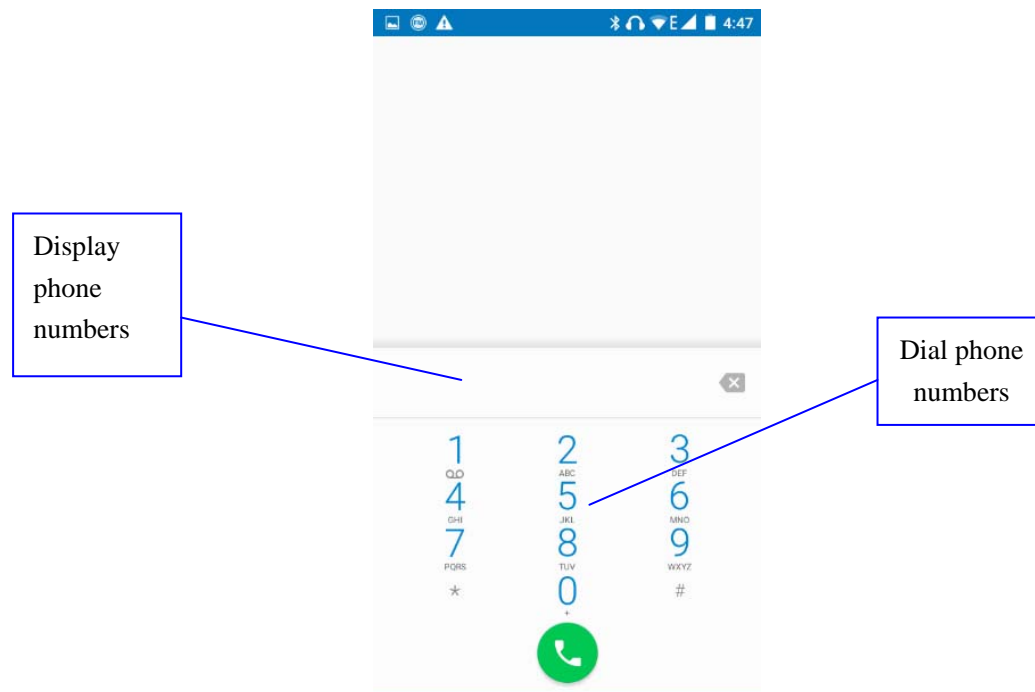 E 4:47
Display
phone
numbers
Dial phone
numbers
1 2 3
ABC DEF
4 5 6
GHI JKL MNO
7 8 9
PQRS TUV WXYZ
* 0 #
+